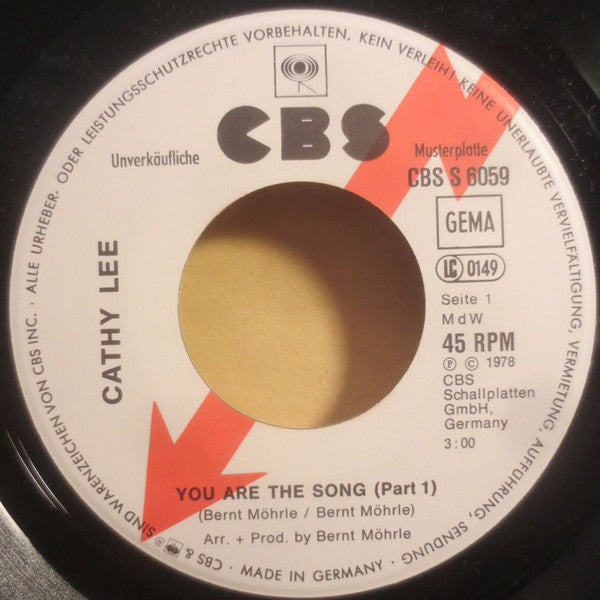 ALLE URHEBER- ODER LEISTUNGSSCHUTZRECHTE VORBEHALTEN. KEIN VERLEIH! KEINE UNERLAUBTE VERVIELFÄLTIGUNG, VERMIETUNG, AUFFÜHRUNG, SENDUNG,
CBS
Unverkäufliche
Musterplatte
CBS S 6059
GEMA
LC 0149
Seite 1
MdW
45 RPM
Ⓟ © 1978
CBS
Schallplatten
GmbH,
Germany
3:00
CATHY LEE
YOU ARE THE SONG (Part 1)
(Bernt Möhrle / Bernt Möhrle)
Arr. + Prod. by Bernt Möhrle
CBS & ® SIND WARENZEICHEN VON CBS INC. · MADE IN GERMANY ·